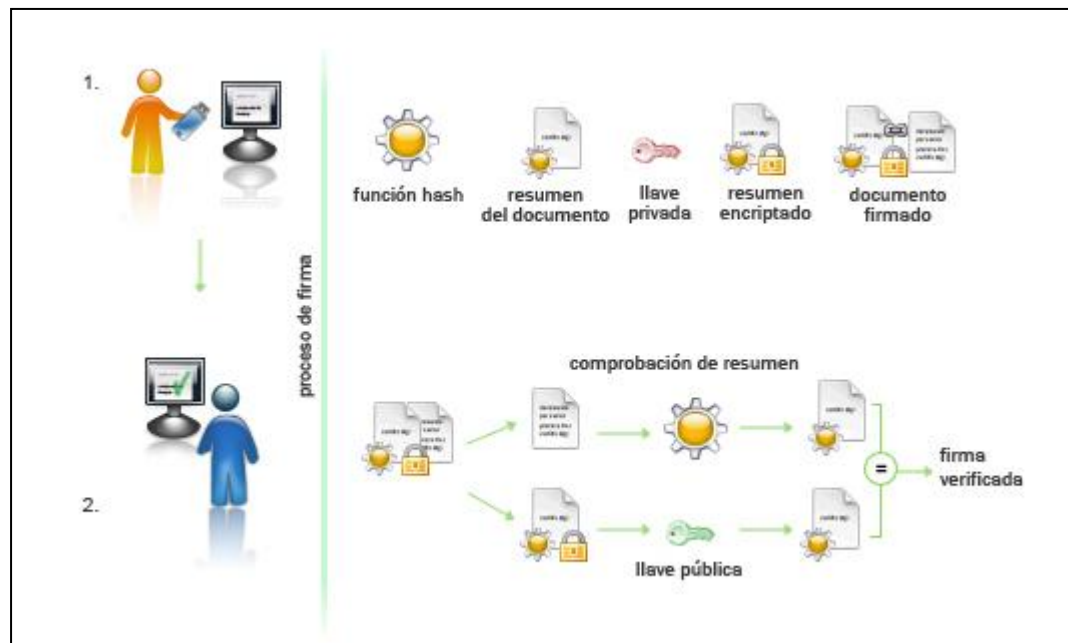 1.
función hash
resumen
del documento
llave
privada
resumen
encriptado
documento
firmado
proceso de firma
comprobación de resumen
2.
=
firma
verificada
llave pública